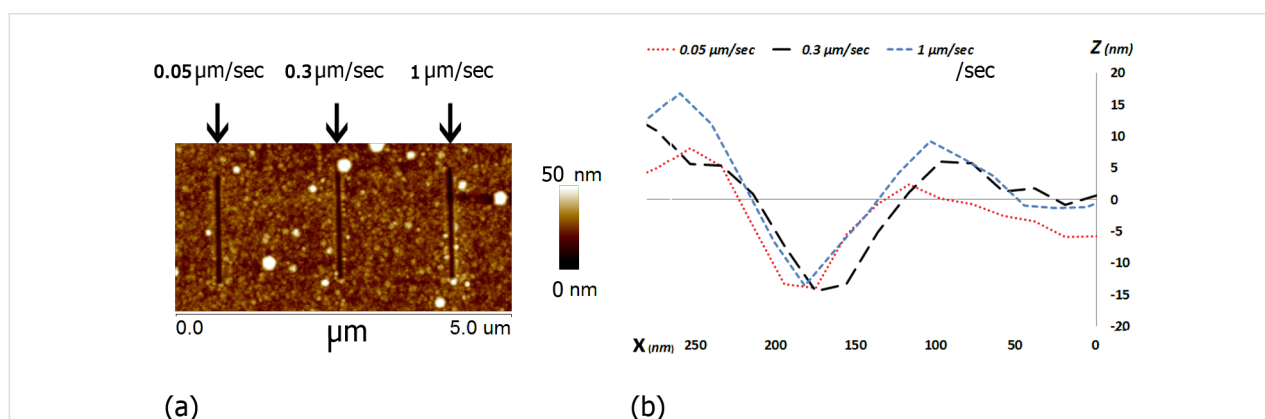 0.05 µm/sec 0.3 µm/sec 1 µm/sec
50 nm
0 nm
0.0 µm 5.0 um
(a)
0.05 µm/sec 0.3 µm/sec 1 µm/sec
/sec
Z (nm)
20
15
10
5
0
-5
-10
-15
-20
X (nm) 250 200 150 100 50 0
(b)